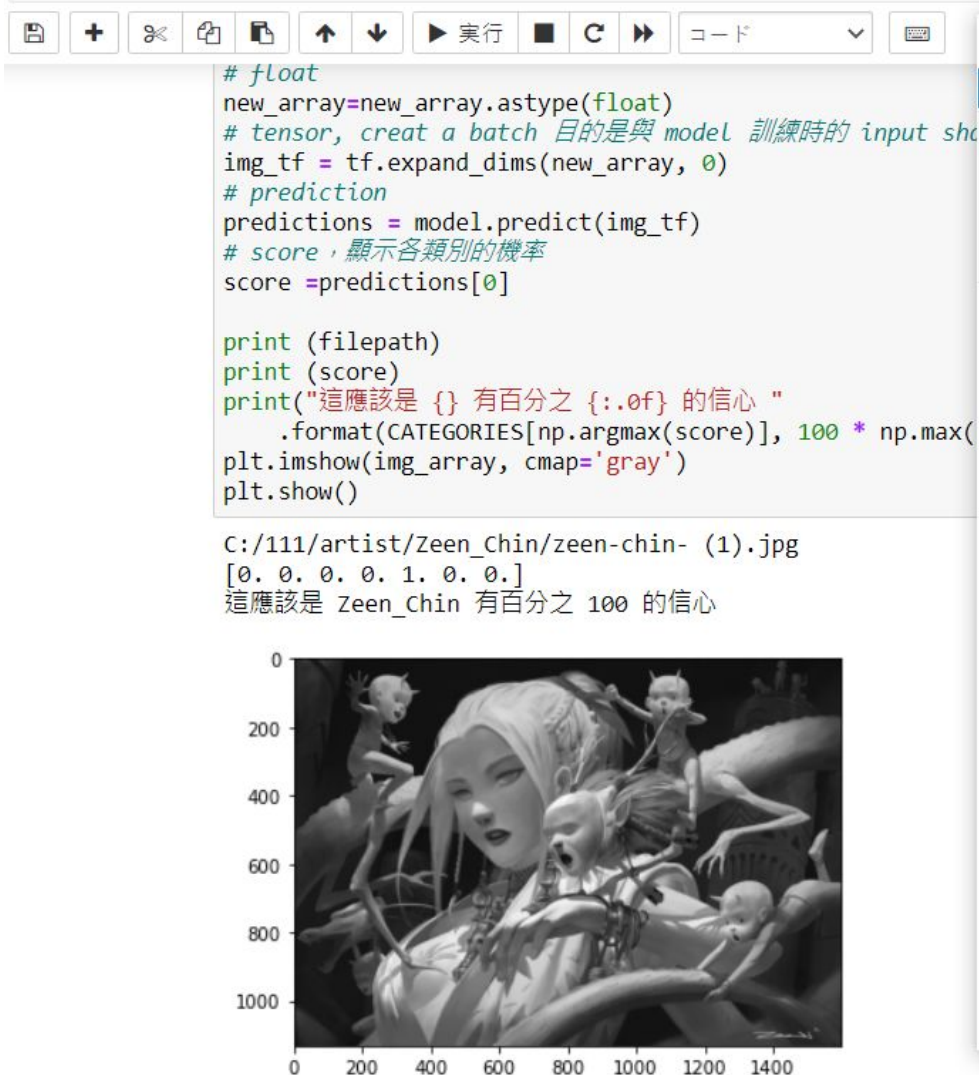 実行
コード
# float
new_array=new_array.astype(float)
# tensor, creat a batch 目的是與 model 訓練時的 input
img_tf = tf.expand_dims(new_array, 0)
# prediction
predictions = model.predict(img_tf)
# score，顯示各類別的機率
score =predictions[0]
print (filepath)
print (score)
print("這應該是 {} 有百分之 {:.0f} 的信心 "
.format(CATEGORIES[np.argmax(score)], 100 * np.max(
plt.imshow(img_array, cmap='gray')
plt.show()
C:/111/artist/Zeen_Chin/zeen-chin- (1).jpg
[0. 0. 0. 0. 1. 0. 0.]
這應該是 Zeen_Chin 有百分之 100 的信心
0
200
400
600
800
1000
0 200 400 600 800 1000 1200 1400